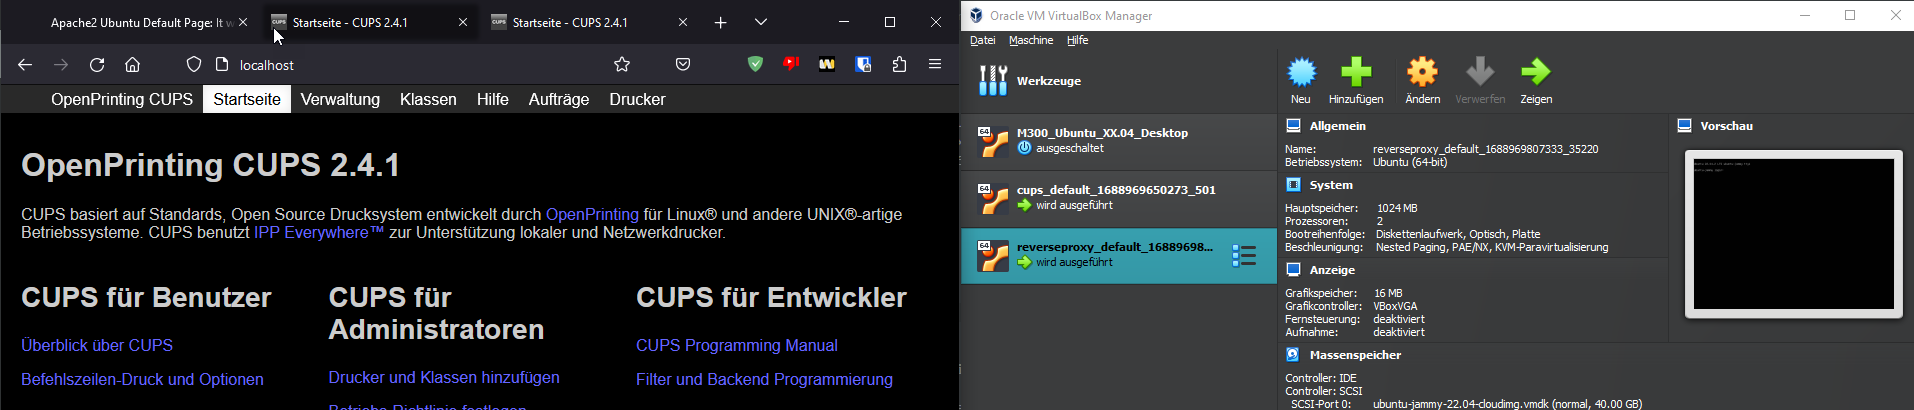 Apache2 Ubuntu Default Page: It w
CUPS Startseite - CUPS 2.4.1
CUPS Startseite - CUPS 2.4.1
localhost
OpenPrinting CUPS Startseite Verwaltung Klassen Hilfe Aufträge Drucker
OpenPrinting CUPS 2.4.1
CUPS basiert auf Standards, Open Source Drucksystem entwickelt durch OpenPrinting für Linux® und andere UNIX®-artige
Betriebssysteme. CUPS benutzt IPP Everywhere™ zur Unterstützung lokaler und Netzwerkdrucker.
CUPS für Benutzer
Überblick über CUPS
Befehlszeilen-Druck und Optionen
CUPS für
Administratoren
Drucker und Klassen hinzufügen
Betriebs-Richtlinie festlegen
CUPS für Entwickler
CUPS Programming Manual
Filter und Backend Programmierung
Oracle VM VirtualBox Manager
Datei Maschine Hilfe
Werkzeuge
64 M300_Ubuntu_XX.04_Desktop
ausgeschaltet
64 cups_default_1688969650273_501
wird ausgeführt
64 reverseproxy_default_16889698...
wird ausgeführt
Neu Hinzufügen Ändern Verwerfen Zeigen
Allgemein
Name: reverseproxy_default_1688969807333_35220
Betriebssystem: Ubuntu (64-bit)
System
Hauptspeicher: 1024 MB
Prozessoren: 2
Bootreihenfolge: Diskettenlaufwerk, Optisch, Platte
Beschleunigung: Nested Paging, PAE/NX, KVM-Paravirtualisierung
Anzeige
Grafikspeicher: 16 MB
Grafikcontroller: VBoxVGA
Fernsteuerung: deaktiviert
Aufnahme: deaktiviert
Massenspeicher
Controller: IDE
Controller: SCSI
SCSI-Port 0: ubuntu-jammy-22.04-cloudimg.vmdk (normal, 40.00 GB)
Vorschau